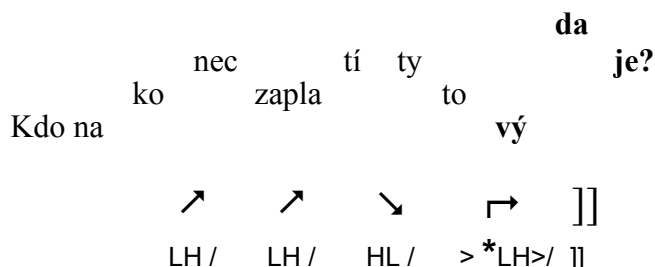 da
nec tí ty je?
ko zapla to
Kdo na vý
↗ ↗ ↘ ↱ ]]
LH / LH / HL / > *LH>/ ]]